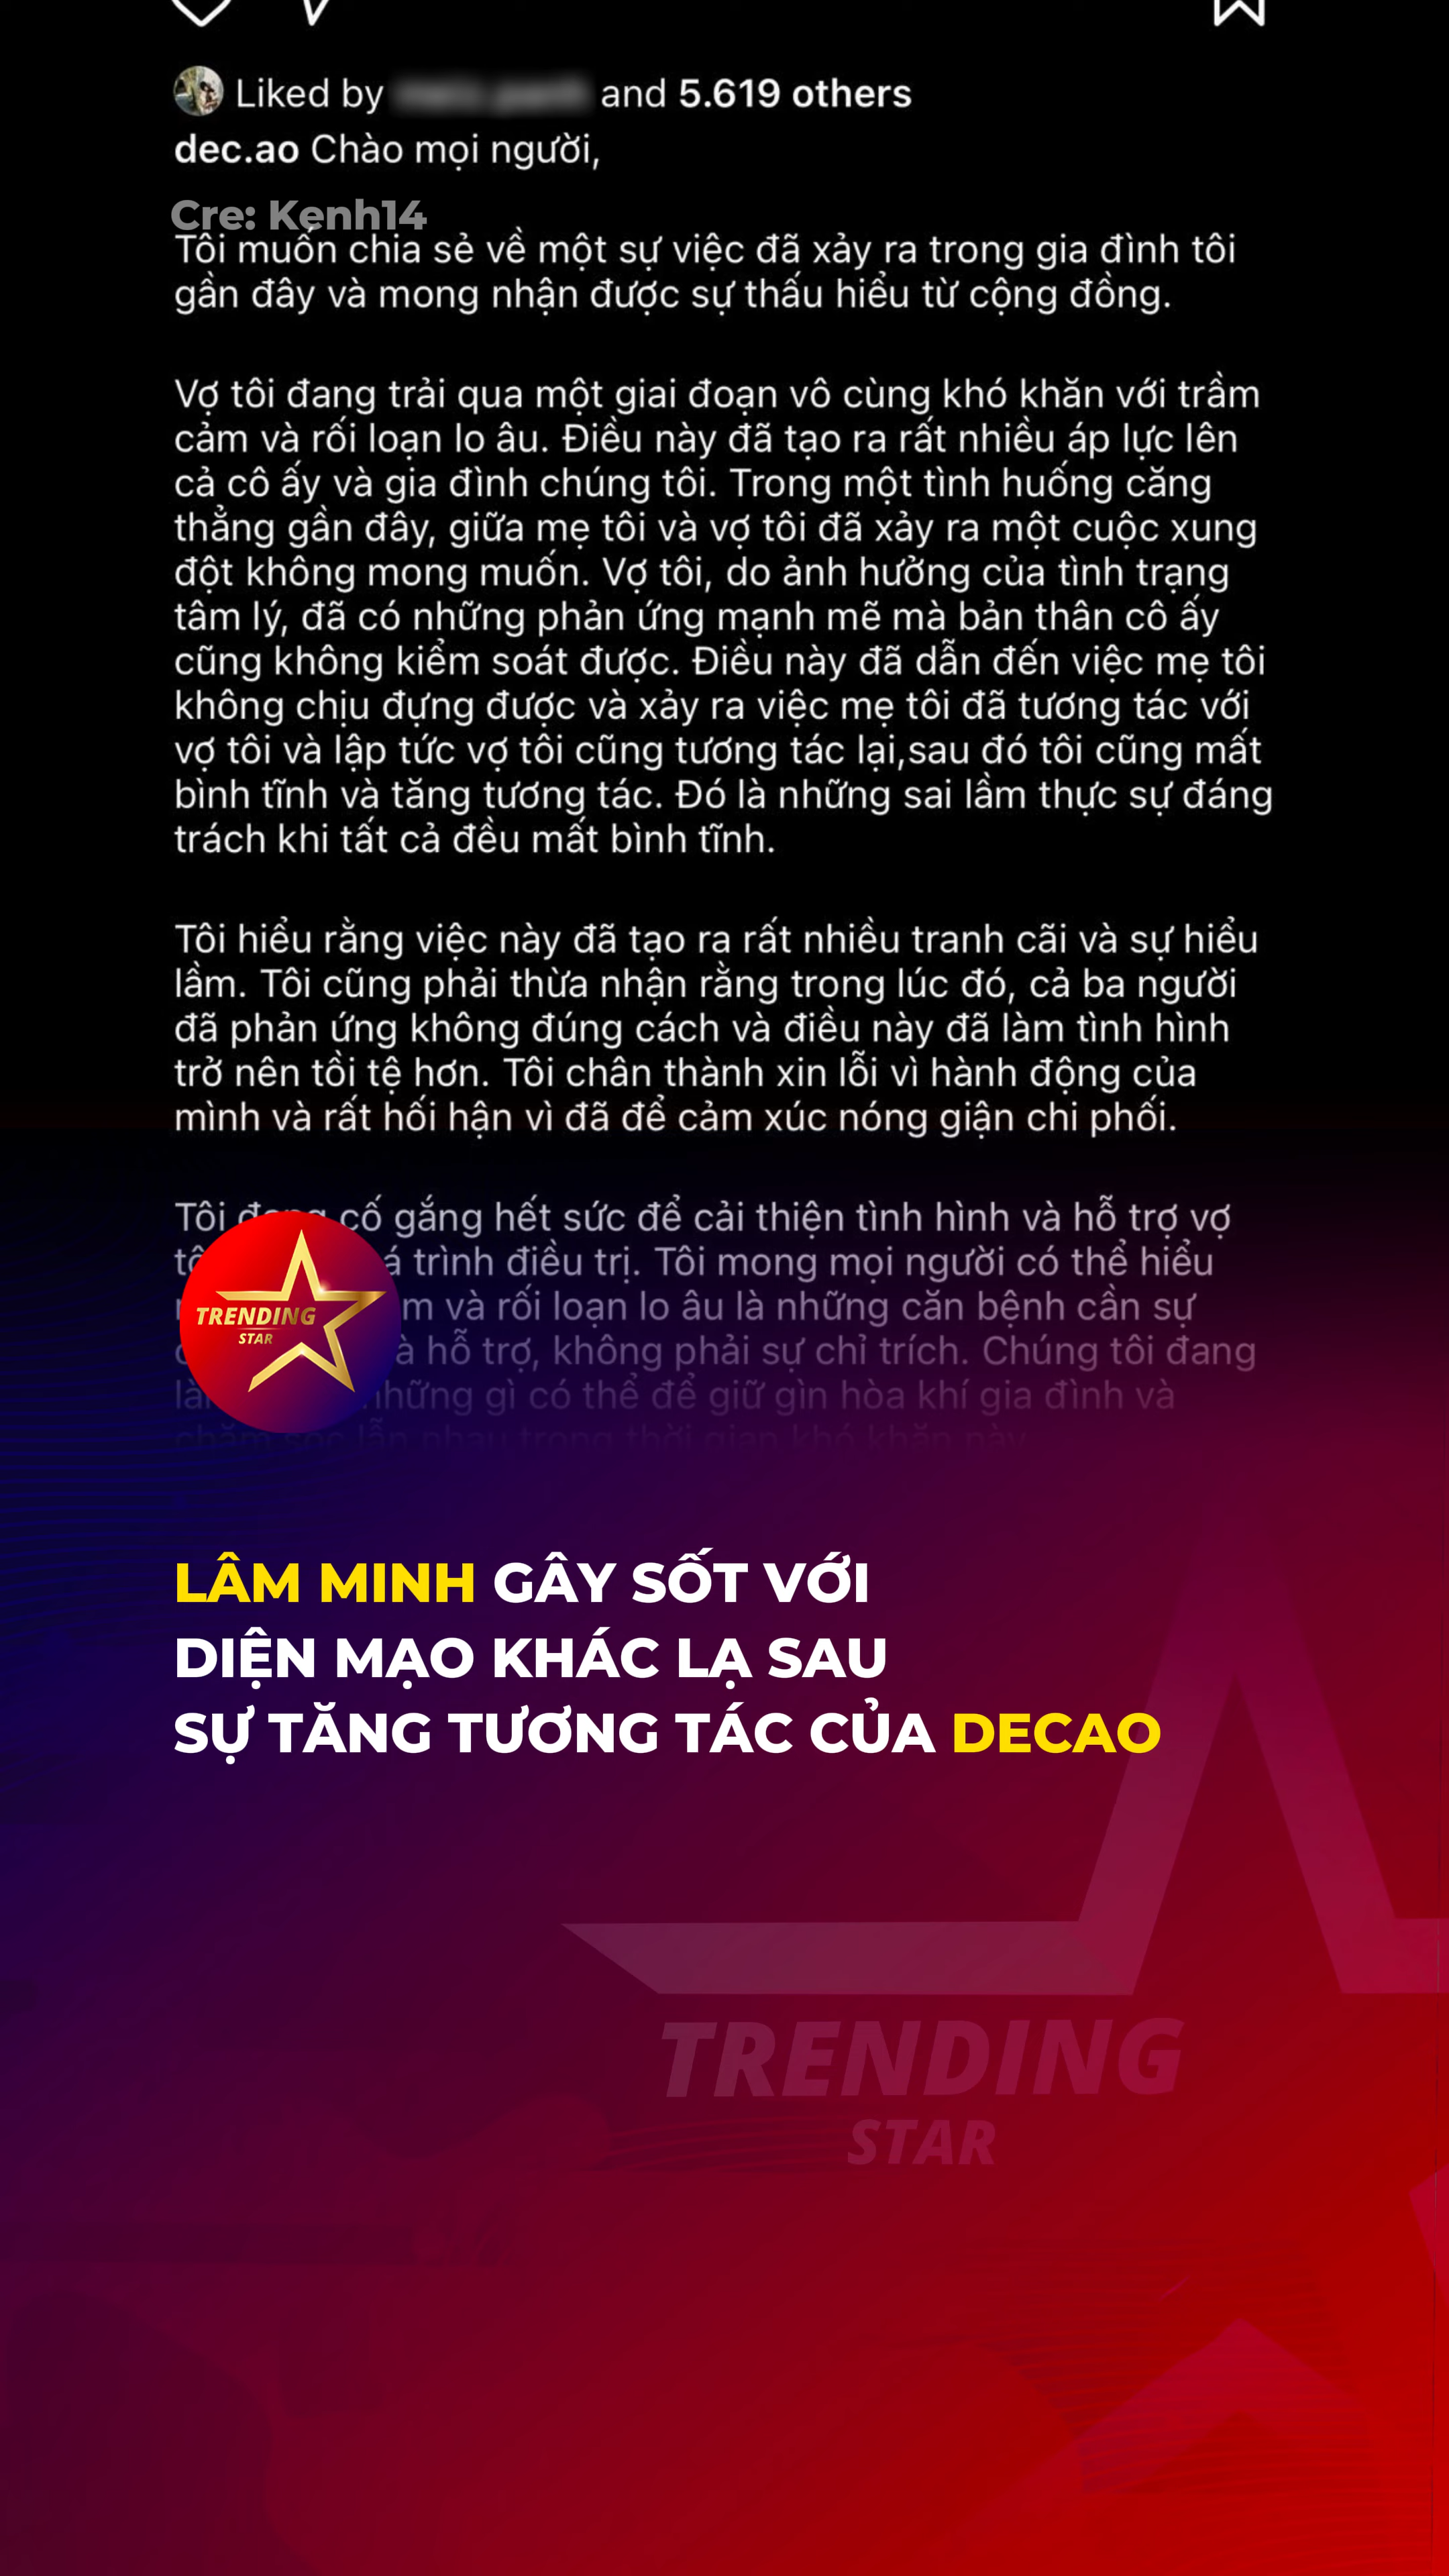 Liked by and 5.619 others
dec.ao Chào mọi người,
Cre: Kenh14
Tôi muốn chia sẻ về một sự việc đã xảy ra trong gia đình tôi
gần đây và mong nhận được sự thấu hiểu từ cộng đồng.
Vợ tôi đang trải qua một giai đoạn vô cùng khó khăn với trầm
cảm và rối loạn lo âu. Điều này đã tạo ra rất nhiều áp lực lên
cả cô ấy và gia đình chúng tôi. Trong một tình huống căng
thẳng gần đây, giữa mẹ tôi và vợ tôi đã xảy ra một cuộc xung
đột không mong muốn. Vợ tôi, do ảnh hưởng của tình trạng
tâm lý, đã có những phản ứng mạnh mẽ mà bản thân cô ấy
cũng không kiểm soát được. Điều này đã dẫn đến việc mẹ tôi
không chịu đựng được và xảy ra việc mẹ tôi đã tương tác với
vợ tôi và lập tức vợ tôi cũng tương tác lại,sau đó tôi cũng mất
bình tĩnh và tăng tương tác. Đó là những sai lầm thực sự đáng
trách khi tất cả đều mất bình tĩnh.
Tôi hiểu rằng việc này đã tạo ra rất nhiều tranh cãi và sự hiểu
lầm. Tôi cũng phải thừa nhận rằng trong lúc đó, cả ba người
đã phản ứng không đúng cách và điều này đã làm tình hình
trở nên tồi tệ hơn. Tôi chân thành xin lỗi vì hành động của
mình và rất hối hận vì đã để cảm xúc nóng giận chi phối.
Tôi cố gắng hết sức để cải thiện tình hình và hỗ trợ vợ
trình điều trị. Tôi mong mọi người có thể hiểu
và rối loạn lo âu là những căn bệnh cần sự
hỗ trợ, không phải sự chỉ trích. Chúng tôi đang
những gì có thể để giữ gìn hòa khí gia đình và
chăm sóc lẫn nhau trong thời gian khó khăn này
TRENDING
STAR
LÂM MINH GÂY SỐT VỚI
DIỆN MẠO KHÁC LẠ SAU
SỰ TĂNG TƯƠNG TÁC CỦA DECAO
TRENDING
STAR